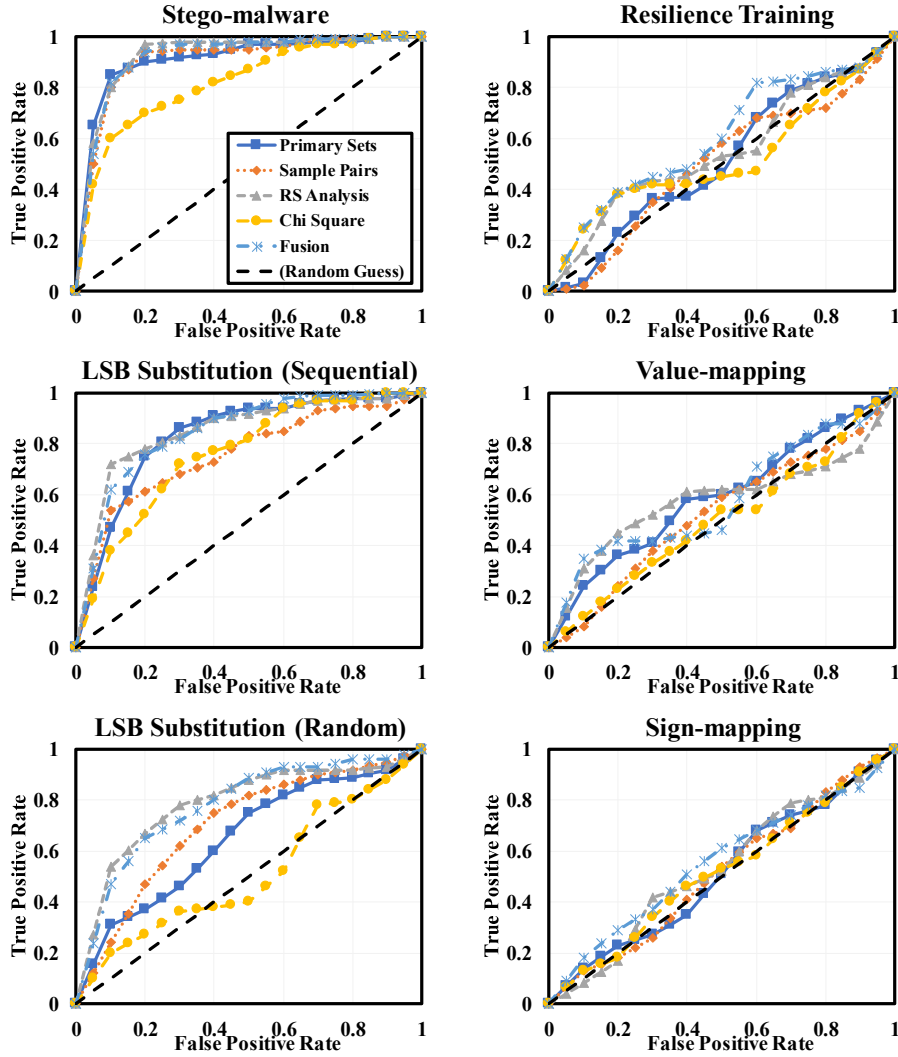 Stego-malware
True Positive Rate
1
0.8
0.6
0.4
0.2
0
Primary Sets
Sample Pairs
RS Analysis
Chi Square
Fusion
(Random Guess)
0 0.2 0.4 0.6 0.8 1
False Positive Rate
Resilience Training
True Positive Rate
1
0.8
0.6
0.4
0.2
0
0 0.2 0.4 0.6 0.8 1
False Positive Rate
LSB Substitution (Sequential)
True Positive Rate
1
0.8
0.6
0.4
0.2
0
0 0.2 0.4 0.6 0.8 1
False Positive Rate
Value-mapping
True Positive Rate
1
0.8
0.6
0.4
0.2
0
0 0.2 0.4 0.6 0.8 1
False Positive Rate
LSB Substitution (Random)
True Positive Rate
1
0.8
0.6
0.4
0.2
0
0 0.2 0.4 0.6 0.8 1
False Positive Rate
Sign-mapping
True Positive Rate
1
0.8
0.6
0.4
0.2
0
0 0.2 0.4 0.6 0.8 1
False Positive Rate